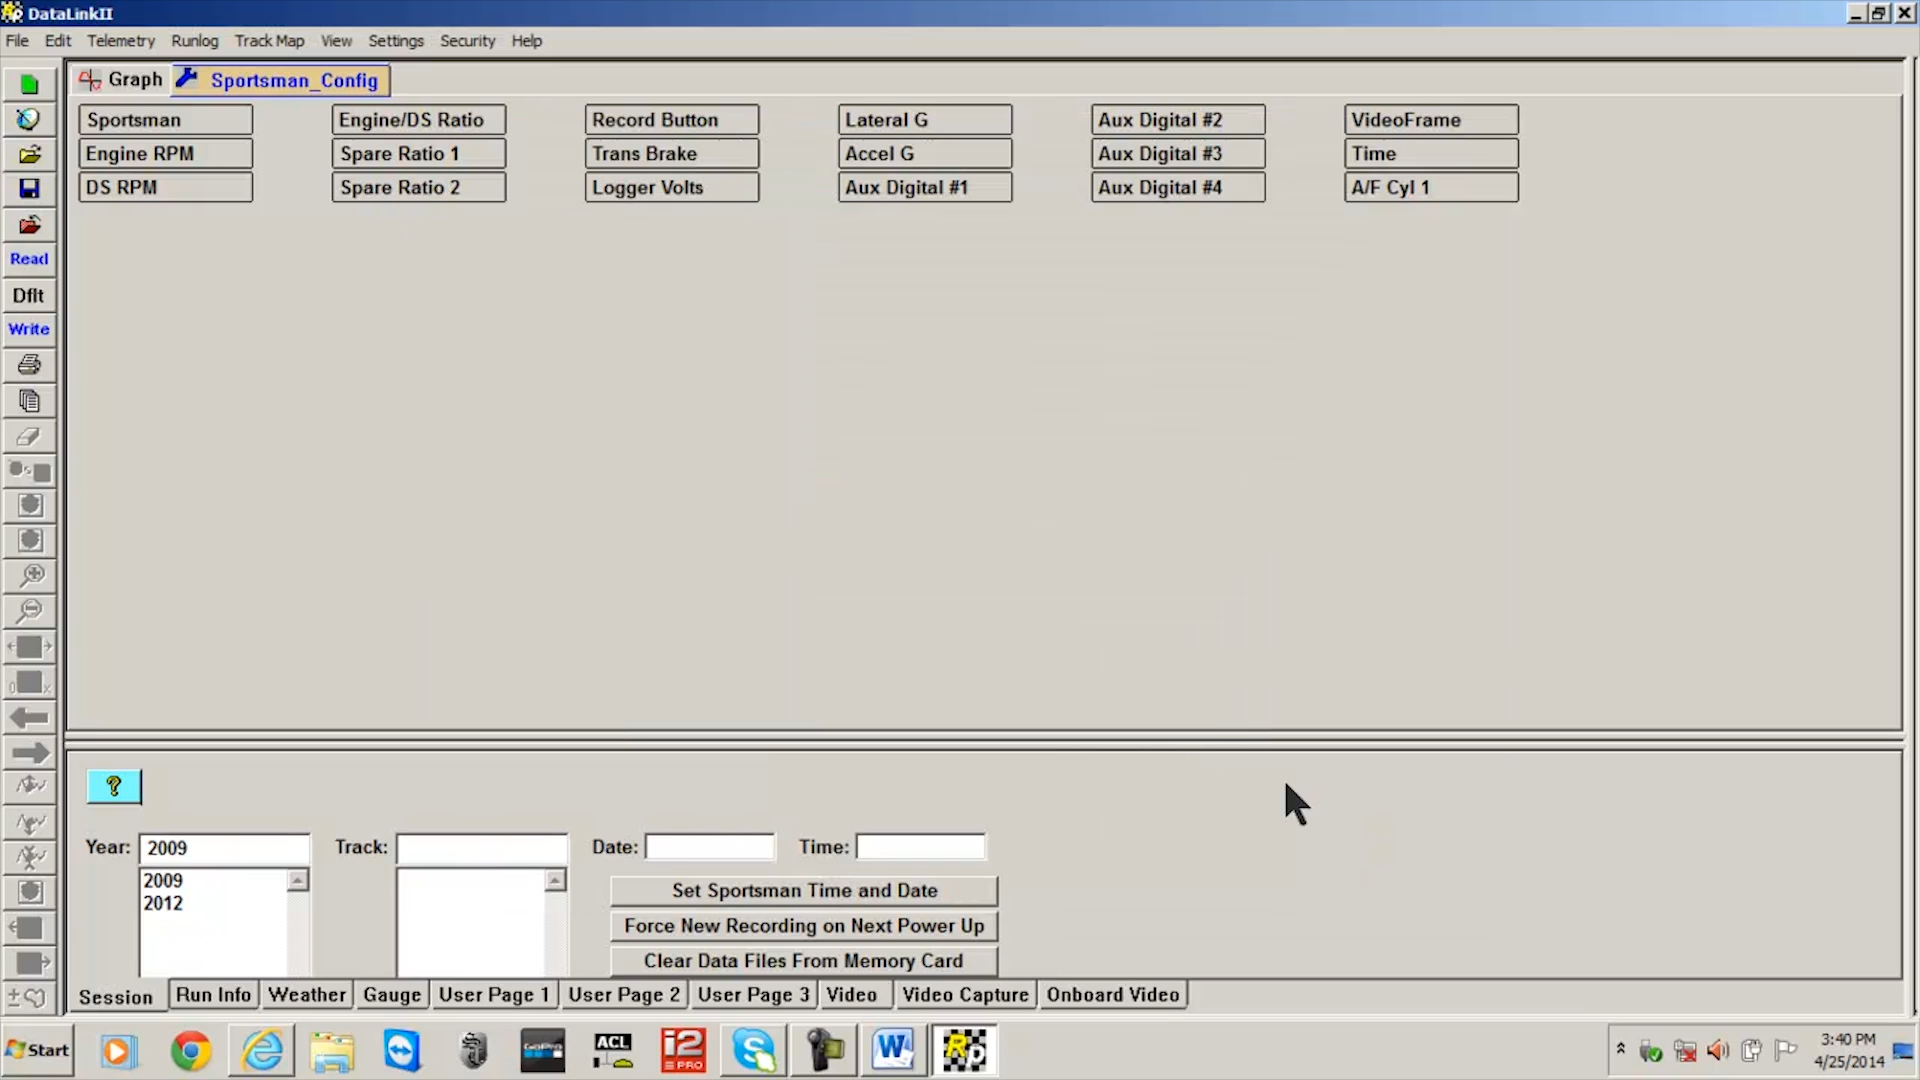 DataLinkII
File Edit Telemetry Runlog Track Map View Settings Security Help
Graph Sportsman_Config
Sportsman Engine/DS Ratio Record Button Lateral G Aux Digital #2 VideoFrame
Engine RPM Spare Ratio 1 Trans Brake Accel G Aux Digital #3 Time
DS RPM Spare Ratio 2 Logger Volts Aux Digital #1 Aux Digital #4 A/F Cyl 1
Read
Dflt
Write
?
Year: 2009 Track: Date: Time:
2009
2012
Set Sportsman Time and Date
Force New Recording on Next Power Up
Clear Data Files From Memory Card
Session Run Info Weather Gauge User Page 1 User Page 2 User Page 3 Video Video Capture Onboard Video
Start GoPro ACL i2 PRO S W Rp
3:40 PM
4/25/2014